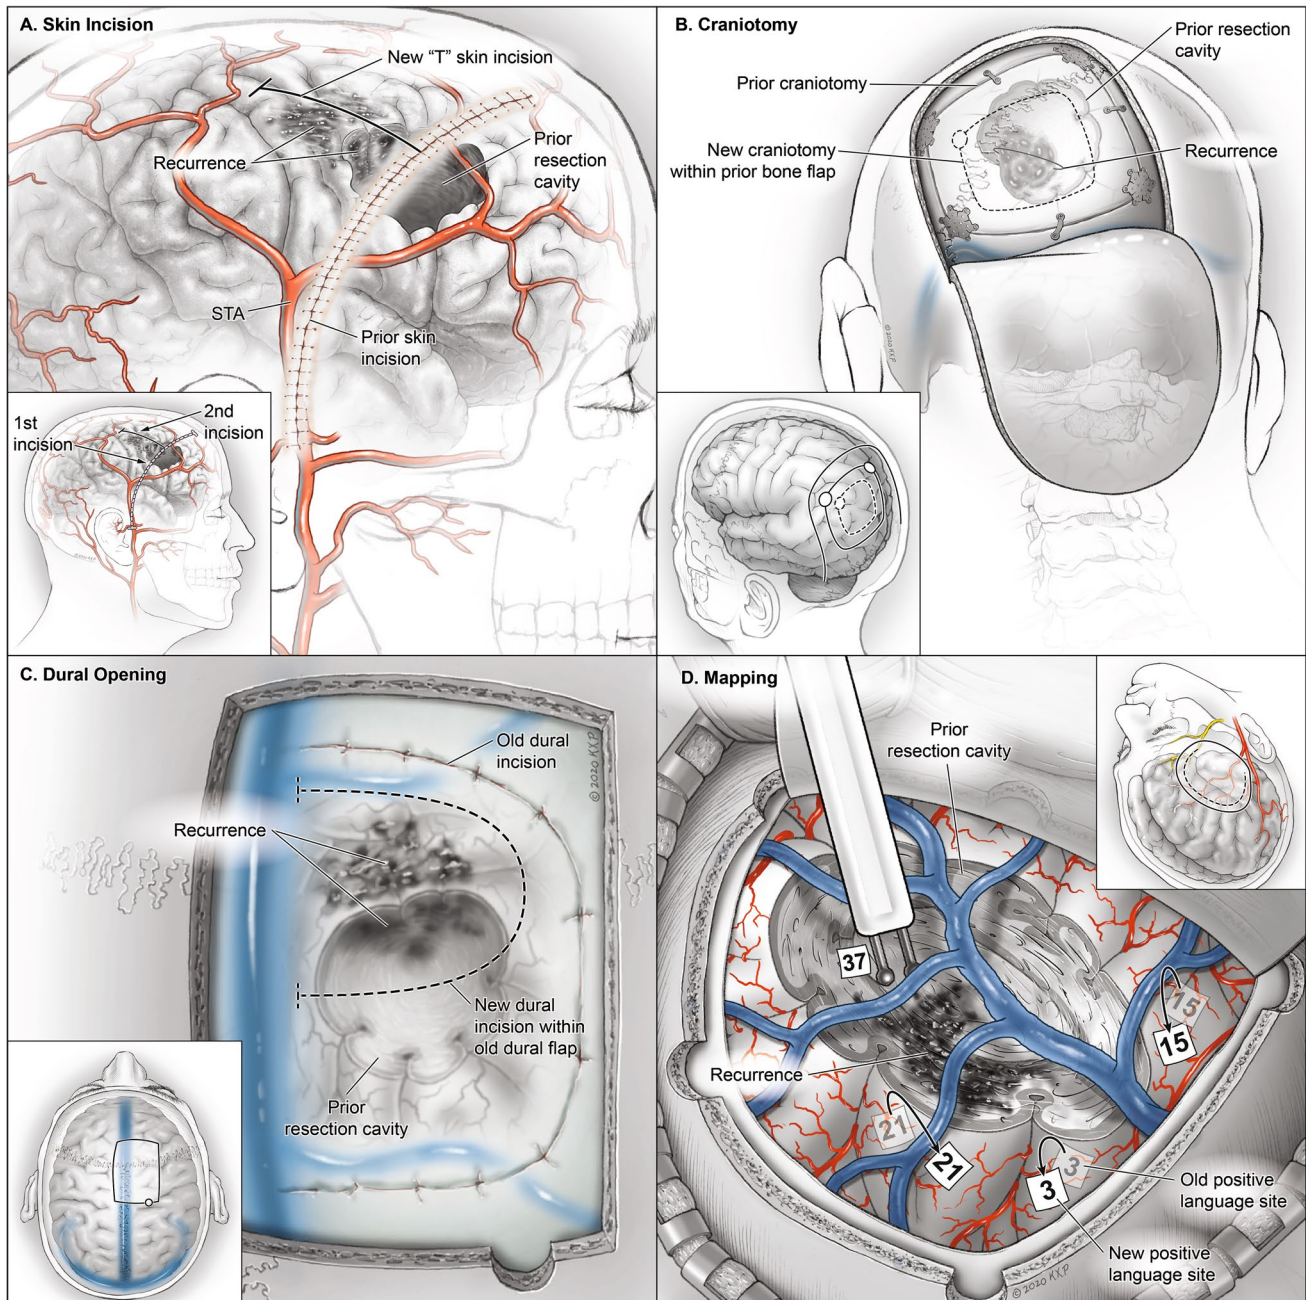 A. Skin Incision
New “T” skin incision
Recurrence
Prior
resection
cavity
STA
Prior skin
incision
1st
incision
2nd
incision
B. Craniotomy
Prior resection
cavity
Prior craniotomy
New craniotomy
within prior bone flap
Recurrence
© 2020 KXP
C. Dural Opening
Old dural
incision
© 2020 KXP
Recurrence
New dural
incision within
old dural flap
Prior
resection cavity
D. Mapping
Prior
resection cavity
37
15
15
Recurrence
21
21
3
3
Old positive
language site
New positive
language site
© 2020 KXP